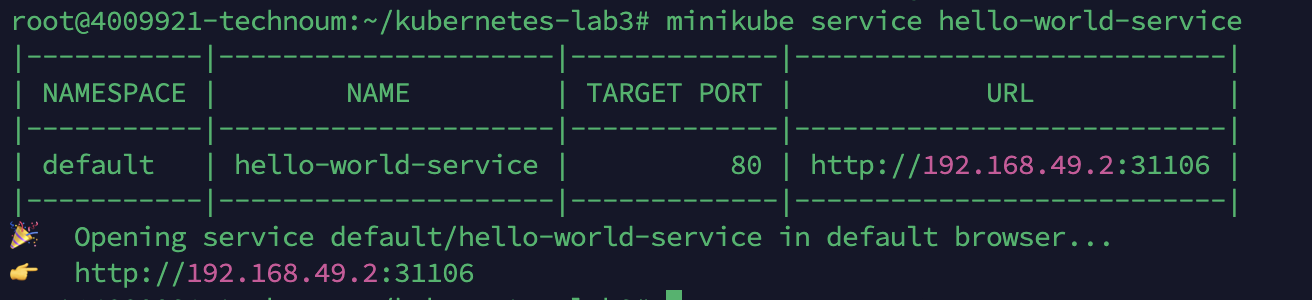 root@4009921-technoum:~/kubernetes-lab3# minikube service hello-world-service
|-----------|---------------------|-------------|---------------------------|
| NAMESPACE |        NAME         | TARGET PORT |            URL            |
|-----------|---------------------|-------------|---------------------------|
| default   | hello-world-service |          80 | http://192.168.49.2:31106 |
|-----------|---------------------|-------------|---------------------------|
🎉  Opening service default/hello-world-service in default browser...
👉  http://192.168.49.2:31106